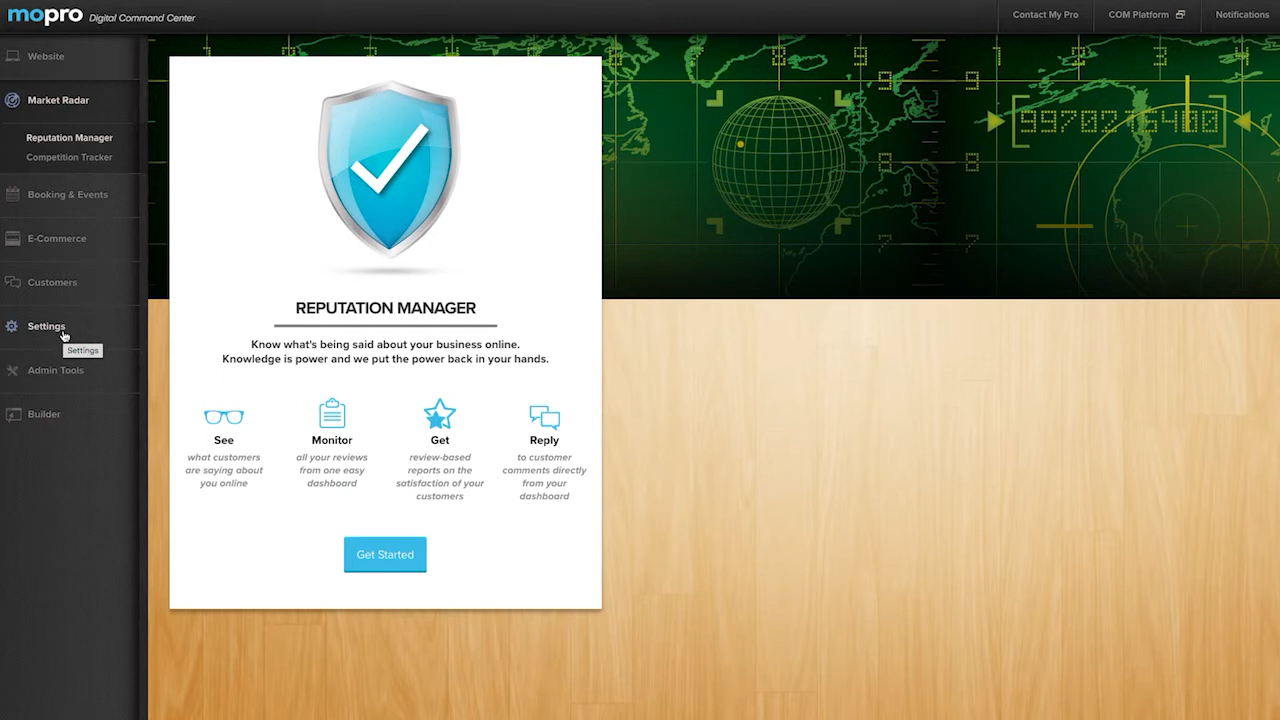 mopro Digital Command Center
Contact My Pro
COM Platform
Notifications
Website
Market Radar
Reputation Manager
Competition Tracker
Booking & Events
E-Commerce
Customers
Settings
Settings
Admin Tools
Builder
REPUTATION MANAGER
Know what's being said about your business online.
Knowledge is power and we put the power back in your hands.
See
what customers
are saying about
you online
Monitor
all your reviews
from one easy
dashboard
Get
review-based
reports on the
satisfaction of your
customers
Reply
to customer
comments directly
from your
dashboard
Get Started